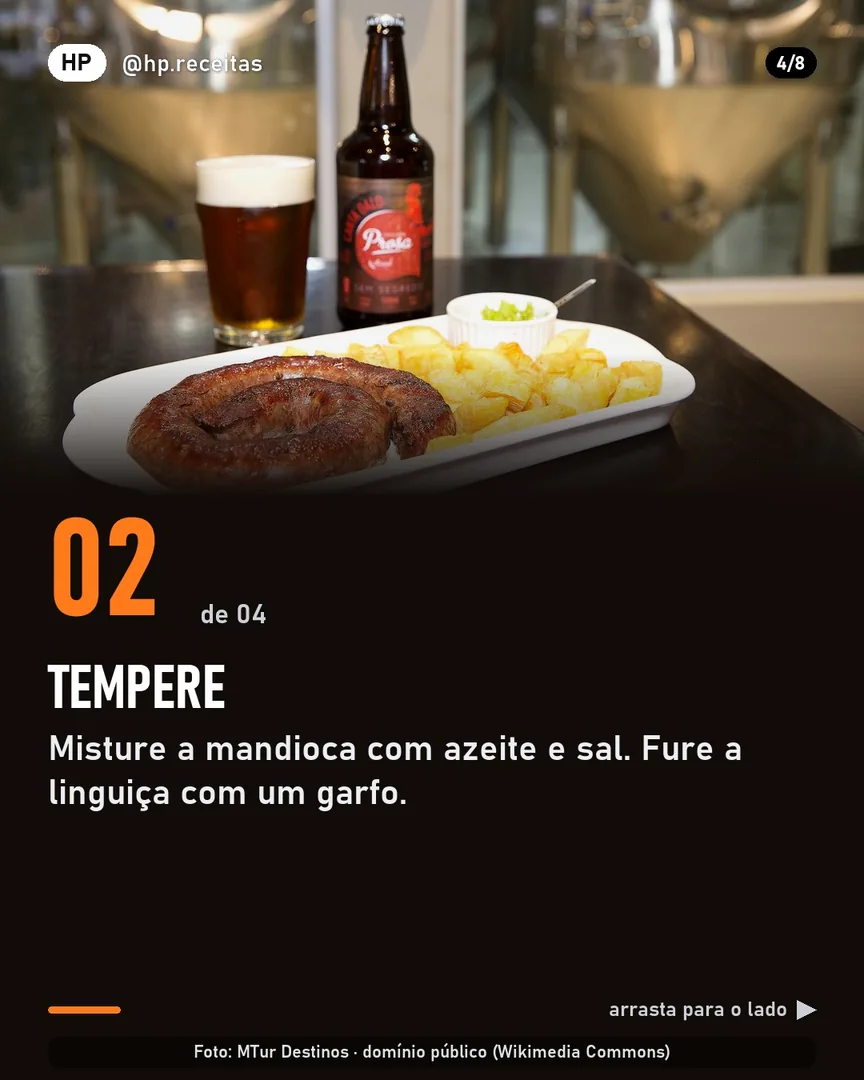 HP @hp.receitas 4/8
Prosa
02 de 04
TEMPERE
Misture a mandioca com azeite e sal. Fure a
linguiça com um garfo.
arrasta para o lado ▶
Foto: MTur Destinos · domínio público (Wikimedia Commons)